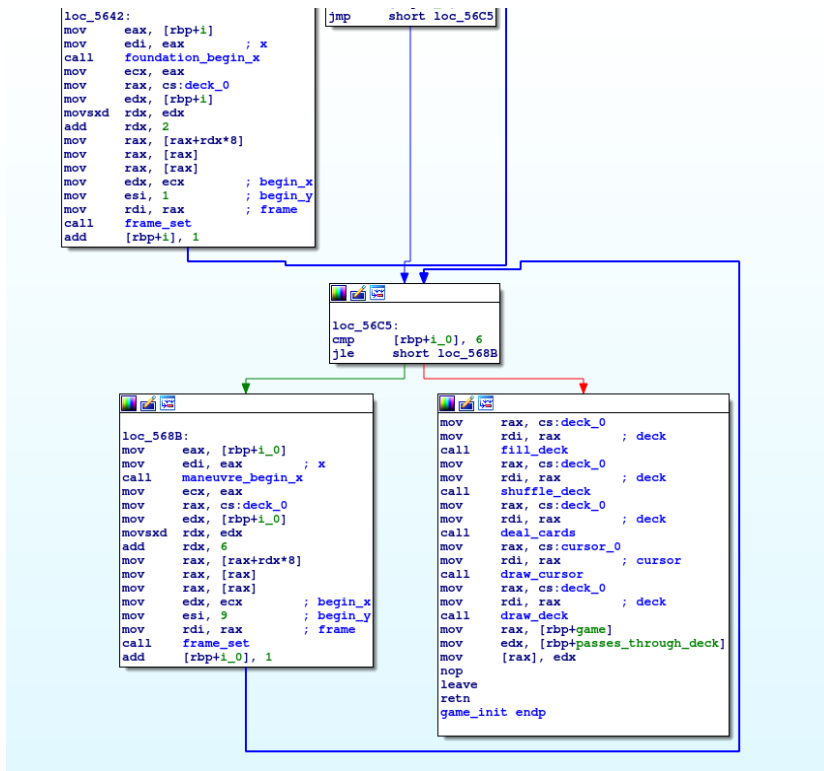 loc_5642:
mov eax, [rbp+i]
mov edi, eax ; x
call foundation_begin_x
mov ecx, eax
mov rax, cs:deck_0
mov edx, [rbp+i]
movsxd rdx, edx
add rdx, 2
mov rax, [rax+rdx*8]
mov rax, [rax]
mov rax, [rax]
mov edx, ecx ; begin_x
mov esi, 1 ; begin_y
mov rdi, rax ; frame
call frame_set
add [rbp+i], 1
jmp short loc_56C5
loc_56C5:
cmp [rbp+i_0], 6
jle short loc_568B
loc_568B:
mov eax, [rbp+i_0]
mov edi, eax ; x
call maneuvre_begin_x
mov ecx, eax
mov rax, cs:deck_0
mov edx, [rbp+i_0]
movsxd rdx, edx
add rdx, 6
mov rax, [rax+rdx*8]
mov rax, [rax]
mov rax, [rax]
mov edx, ecx ; begin_x
mov esi, 9 ; begin_y
mov rdi, rax ; frame
call frame_set
add [rbp+i_0], 1
mov rax, cs:deck_0
mov rdi, rax ; deck
call fill_deck
mov rax, cs:deck_0
mov rdi, rax ; deck
call shuffle_deck
mov rax, cs:deck_0
mov rdi, rax ; deck
call deal_cards
mov rax, cs:cursor_0
mov rdi, rax ; cursor
call draw_cursor
mov rax, cs:deck_0
mov rdi, rax ; deck
call draw_deck
mov rax, [rbp+game]
mov edx, [rbp+passes_through_deck]
mov [rax], edx
nop
leave
retn
game_init endp